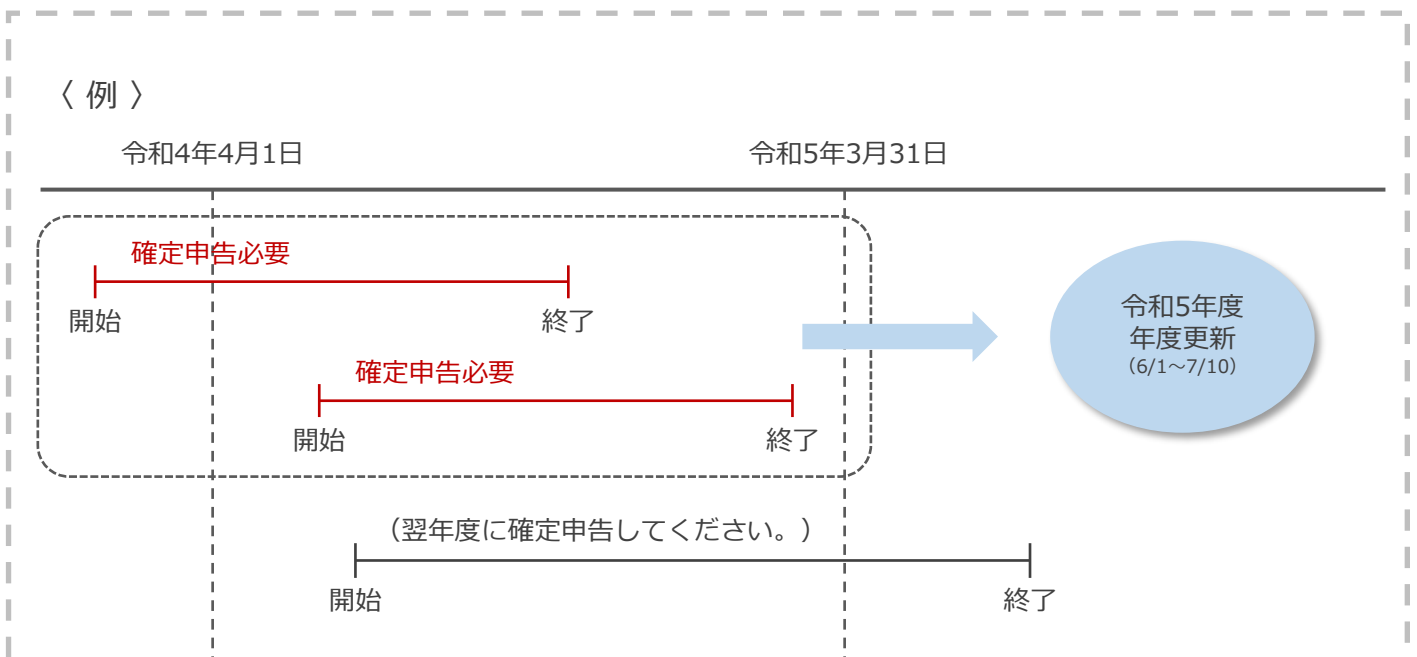 〈 例 〉
令和4年4月1日
令和5年3月31日
確定申告必要
開始
終了
確定申告必要
開始
終了
令和5年度
年度更新
（6/1～7/10）
（翌年度に確定申告してください。）
開始
終了